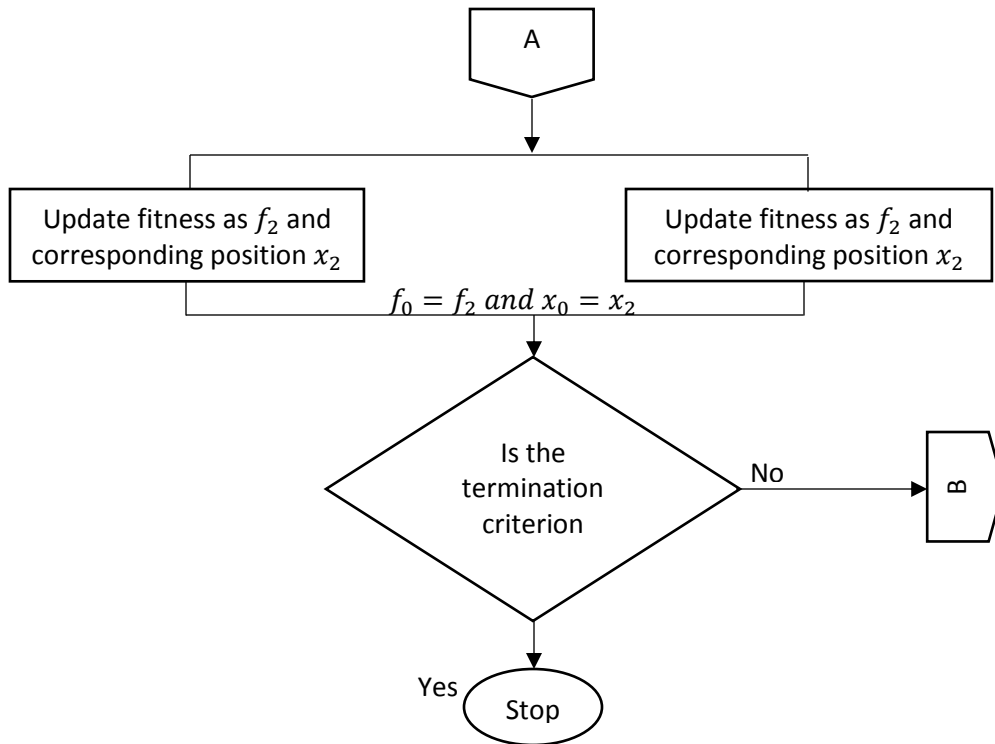 A
Update fitness as 𝑓₂ and
corresponding position 𝑥₂
Update fitness as 𝑓₂ and
corresponding position 𝑥₂
𝑓₀ = 𝑓₂ 𝑎𝑛𝑑 𝑥₀ = 𝑥₂
Is the
termination
criterion
No
B
Yes
Stop